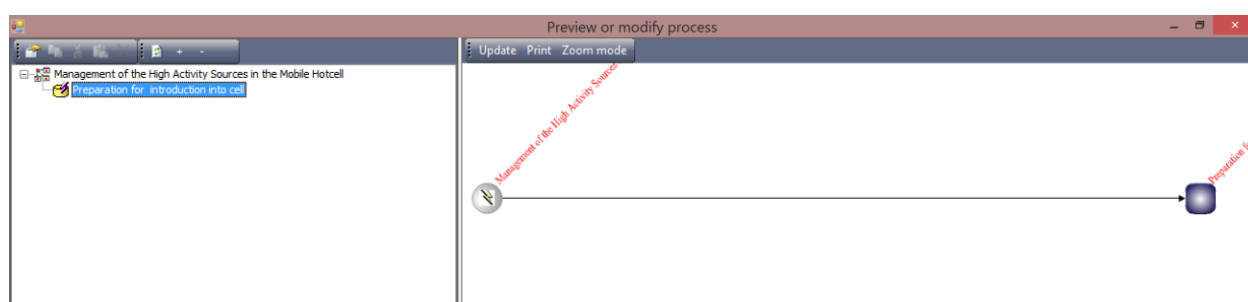 Preview or modify process
+ -
Update Print Zoom mode
Management of the High Activity Sources in the Mobile Hotcell
Preparation for introduction into cell
Management of the High Activity Sources
Preparation